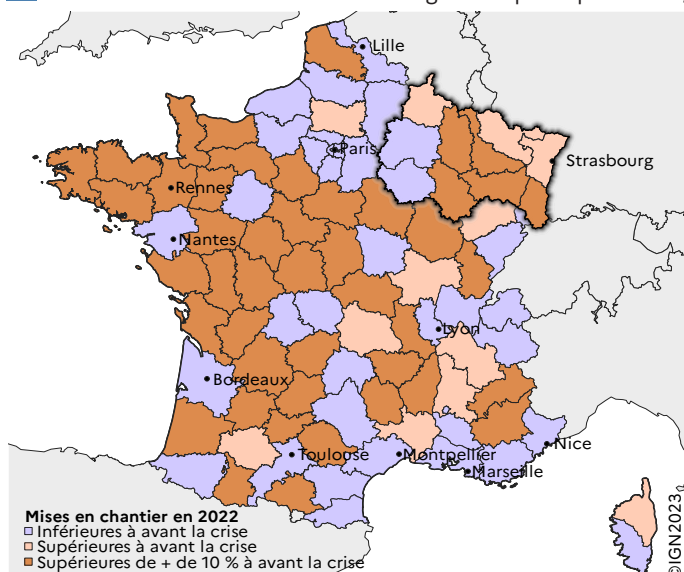 Lille
Paris
Strasbourg
Rennes
Nantes
Lyon
Bordeaux
Toulouse
Montpellier
Nice
Marseille
Mises en chantier en 2022
Inférieures à avant la crise
Supérieures à avant la crise
Supérieures de + de 10 % à avant la crise
©IGN2023